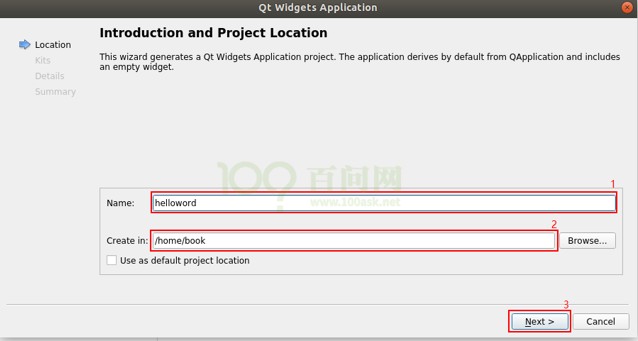 Qt Widgets Application
Location
Kits
Details
Summary
Introduction and Project Location
This wizard generates a Qt Widgets Application project. The application derives by default from QApplication and includes
an empty widget.
100 百问网
www.100ask.net
1
Name: helloword
2
Create in: /home/book Browse...
Use as default project location
3
Next > Cancel